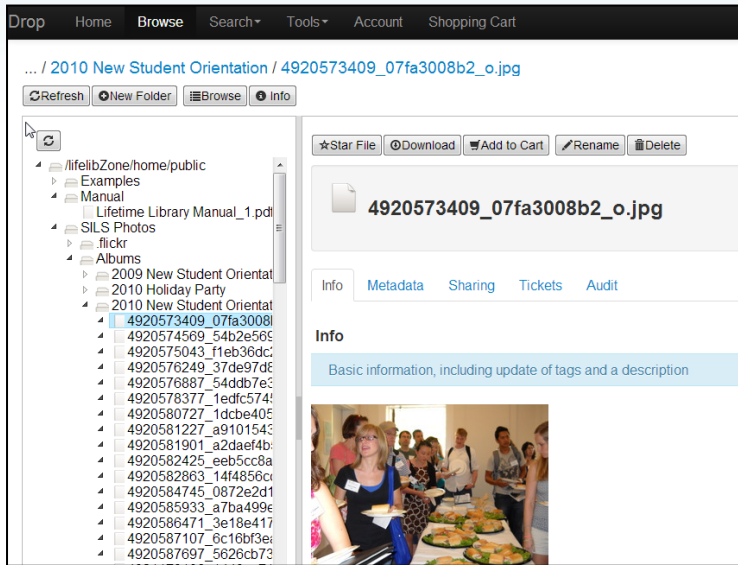 Drop Home Browse Search Tools Account Shopping Cart
... / 2010 New Student Orientation / 4920573409_07fa3008b2_o.jpg
Refresh New Folder Browse Info
/lifelibZone/home/public
Examples
Manual
Lifetime Library Manual_1.pdf
SILS Photos
.flickr
Albums
2009 New Student Orientat
2010 Holiday Party
2010 New Student Orientat
4920573409_07fa3008
4920574569_54b2e569
4920575043_f1eb36dc
4920576249_37de97d8
4920576887_54ddb7e3
4920578377_1edfc574
4920580727_1dcbe405
4920581227_a9101543
4920581901_a2daef4b
4920582425_eeb5cc8a
4920582863_14f4856c
4920584745_0872e2d1
4920585933_a7ba499e
4920586471_3e18e417
4920587107_6c16bf3e
4920587697_5626cb73
Star File Download Add to Cart Rename Delete
4920573409_07fa3008b2_o.jpg
Info Metadata Sharing Tickets Audit
Info
Basic information, including update of tags and a description